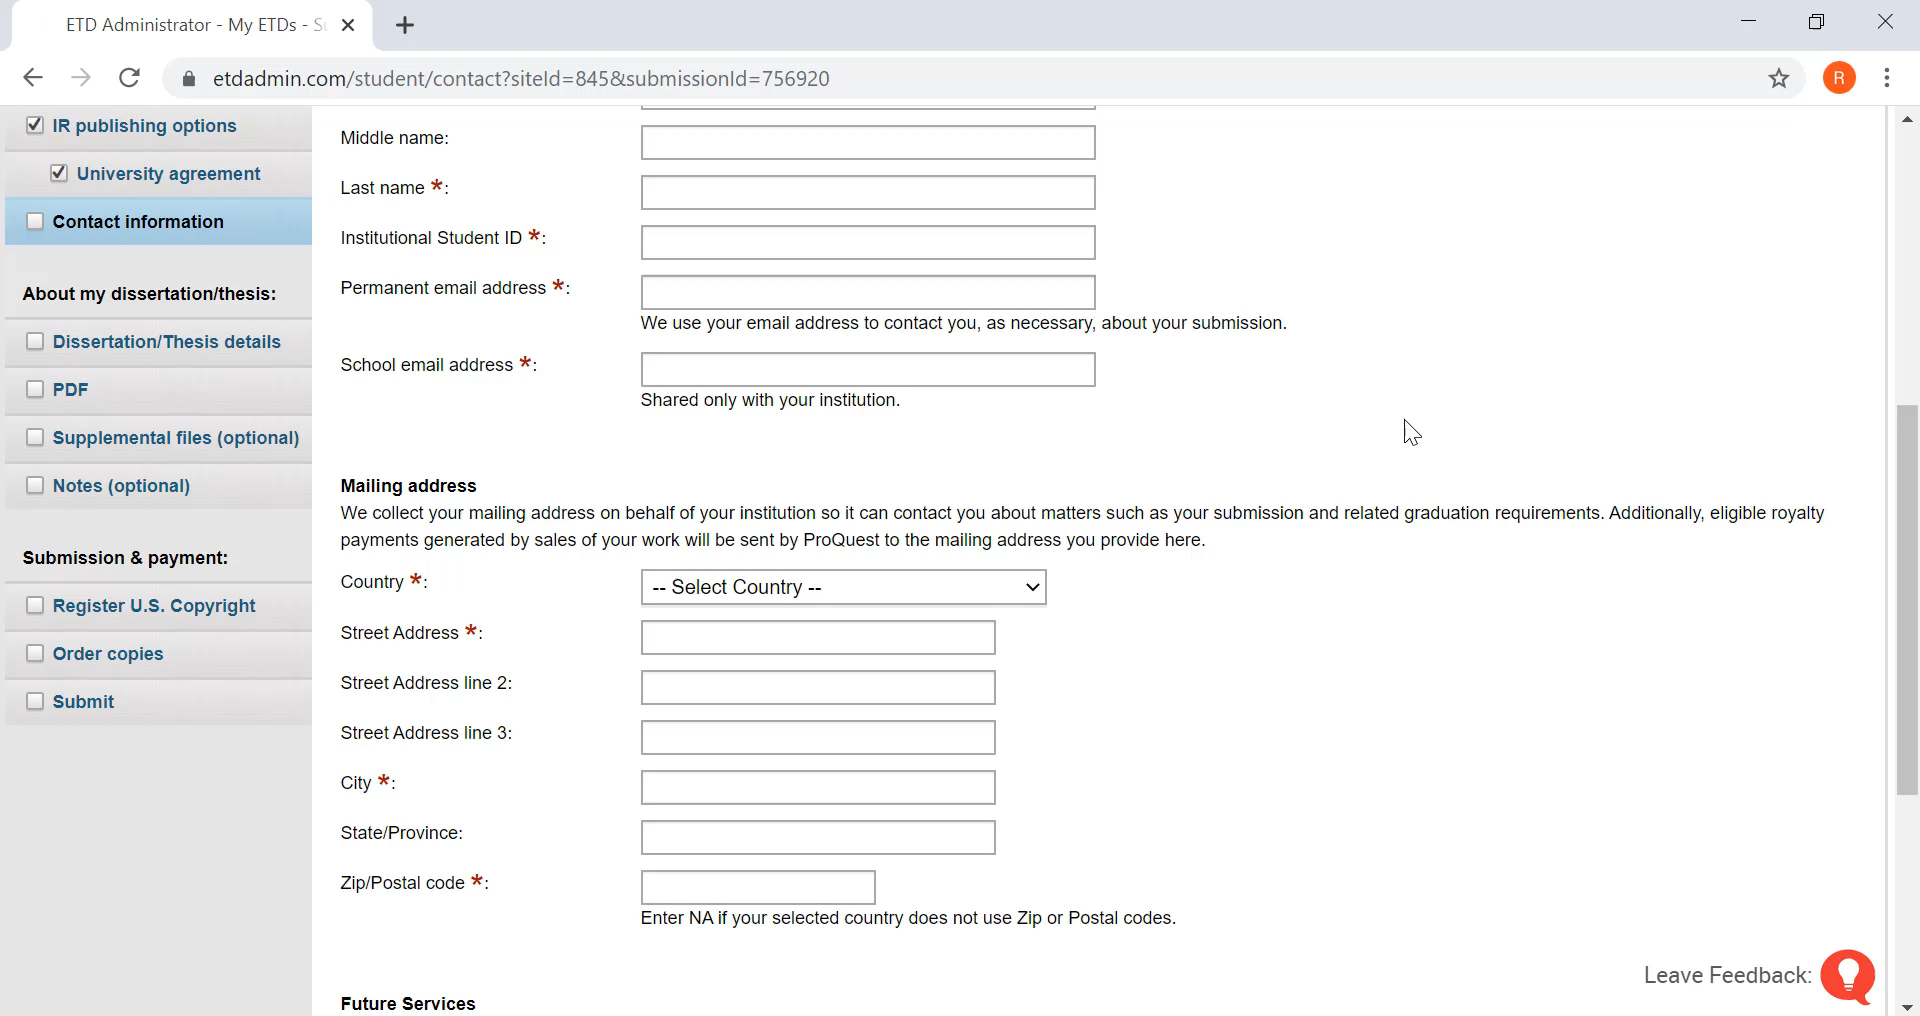 ETD Administrator - My ETDs - Su
etdadmin.com/student/contact?siteId=845&submissionId=756920
R
IR publishing options
University agreement
Contact information
About my dissertation/thesis:
Dissertation/Thesis details
PDF
Supplemental files (optional)
Notes (optional)
Submission & payment:
Register U.S. Copyright
Order copies
Submit
Middle name:
Last name *:
Institutional Student ID *:
Permanent email address *:
We use your email address to contact you, as necessary, about your submission.
School email address *:
Shared only with your institution.
Mailing address
We collect your mailing address on behalf of your institution so it can contact you about matters such as your submission and related graduation requirements. Additionally, eligible royalty
payments generated by sales of your work will be sent by ProQuest to the mailing address you provide here.
Country *:
-- Select Country --
Street Address *:
Street Address line 2:
Street Address line 3:
City *:
State/Province:
Zip/Postal code *:
Enter NA if your selected country does not use Zip or Postal codes.
Leave Feedback:
Future Services